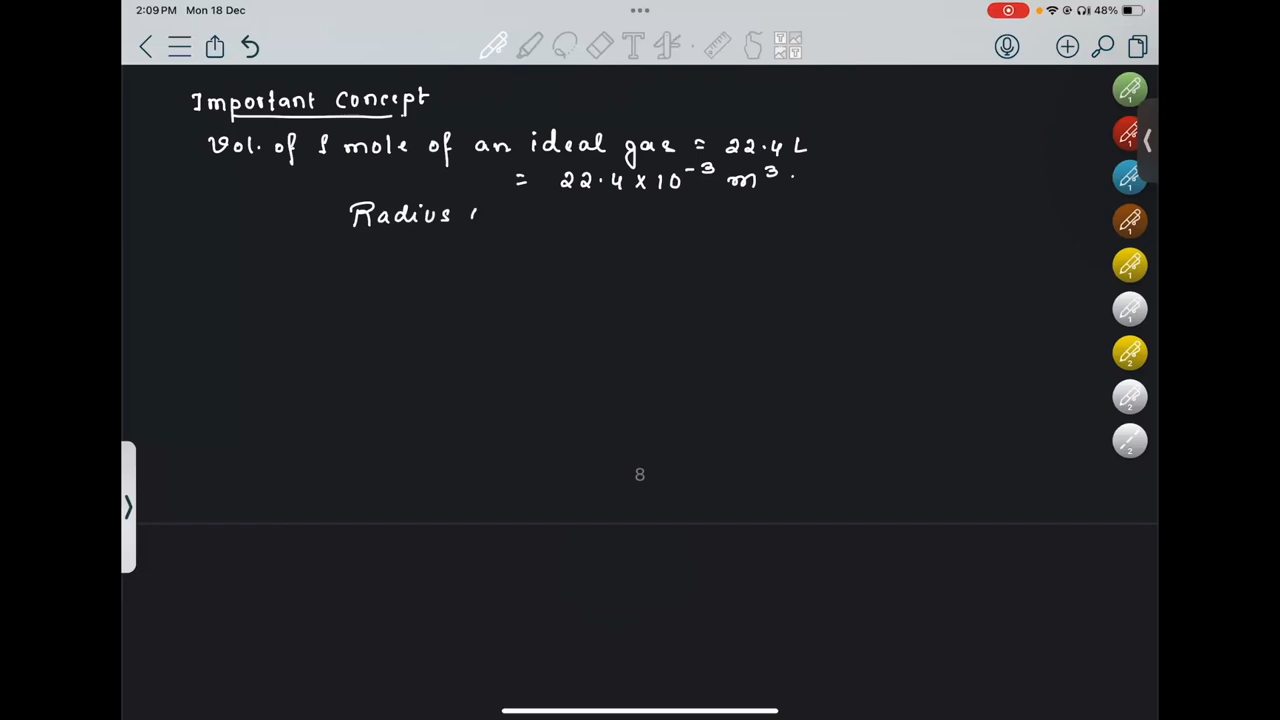 2:09 PM Mon 18 Dec
48%
Important Concept
Vol. of 1 mole of an ideal gas = 22.4 L
= 22.4 x 10⁻³ m³.
Radius
8